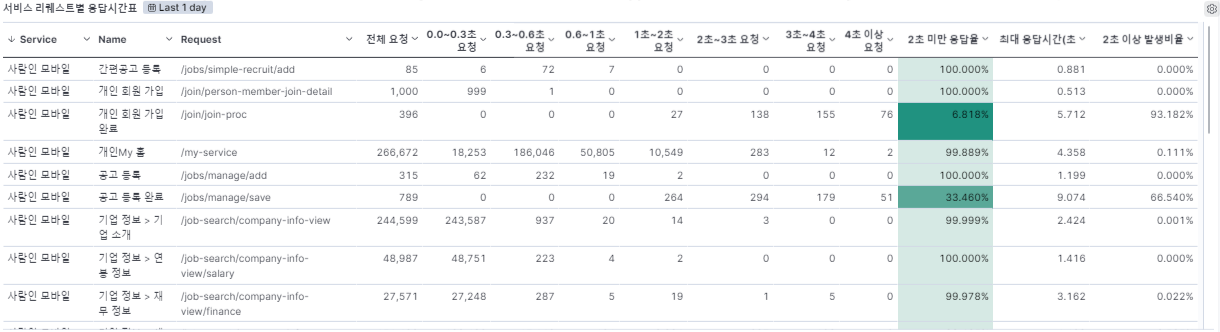 서비스 리퀘스트별 응답시간표 Last 1 day
Service Name Request 전체 요청 0.0~0.3초 요청 0.3~0.6초 요청 0.6~1초 요청 1초~2초 요청 2초~3초 요청 3초~4초 요청 4초 이상 요청 2초 미만 응답율 최대 응답시간(초 2초 이상 발생비율
사람인 모바일 간편공고 등록 /jobs/simple-recruit/add 85 6 72 7 0 0 0 0 100.000% 0.881 0.000%
사람인 모바일 개인 회원 가입 /join/person-member-join-detail 1,000 999 0 1 0 0 0 0 100.000% 0.513 0.000%
사람인 모바일 개인 회원 가입 완료 /join/join-proc 396 0 0 0 27 138 155 76 6.818% 5.712 93.182%
사람인 모바일 개인My 홈 /my-service 266,672 18,253 186,046 50,805 10,549 283 12 2 99.889% 4.358 0.111%
사람인 모바일 공고 등록 /jobs/manage/add 315 62 232 19 2 0 0 0 100.000% 1.199 0.000%
사람인 모바일 공고 등록 완료 /jobs/manage/save 789 0 0 0 264 294 179 51 33.460% 9.074 66.540%
사람인 모바일 기업 정보 > 기업 소개 /job-search/company-info-view 244,599 243,587 937 20 14 3 0 0 99.999% 2.424 0.001%
사람인 모바일 기업 정보 > 연봉 정보 /job-search/company-info-view/salary 48,987 48,751 223 4 2 0 0 0 100.000% 1.416 0.000%
사람인 모바일 기업 정보 > 재무 정보 /job-search/company-info-view/finance 27,571 27,248 287 5 19 1 5 0 99.978% 3.162 0.022%